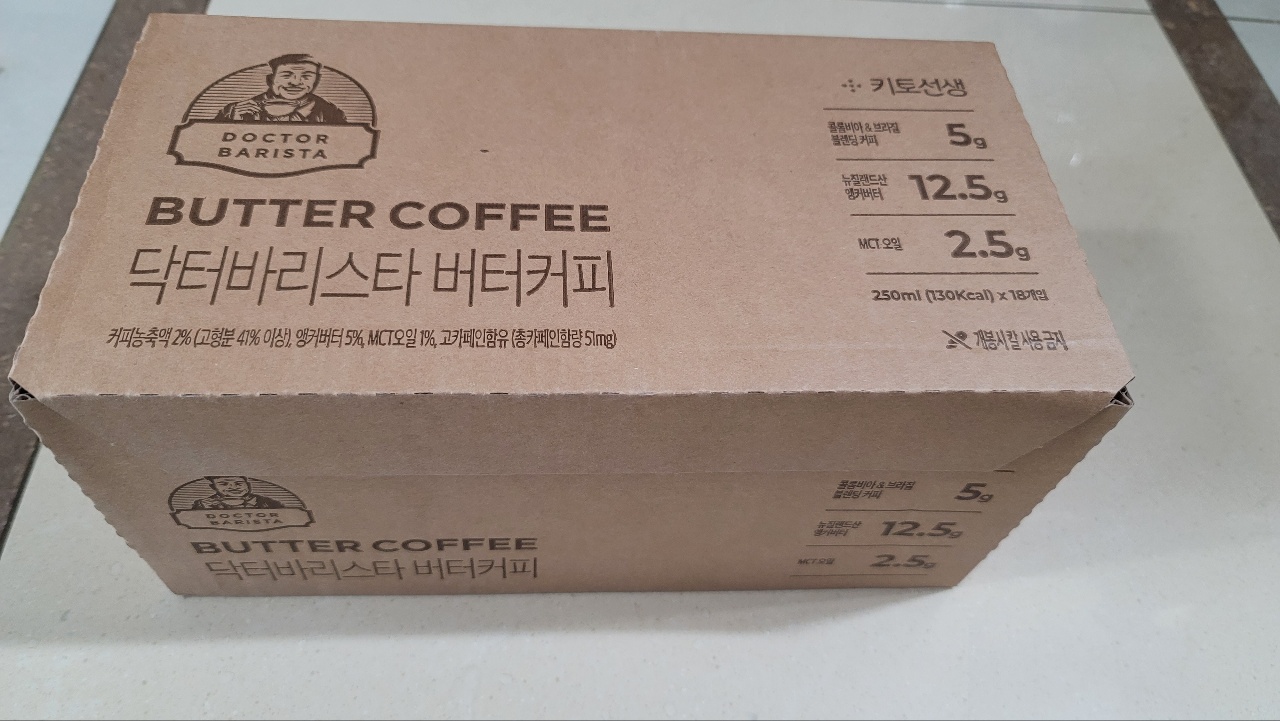 DOCTOR
BARISTA
BUTTER COFFEE
닥터바리스타 버터커피
커피농축액 2% (고형분 41% 이상), 앵커버터 5%, MCT오일 1%, 고카페인함유 (총카페인함량 51mg)
키토선생
콜롬비아 & 브라질
블렌딩 커피
5g
뉴질랜드산
앵커버터
12.5g
MCT 오일
2.5g
250ml (130Kcal) x 18개입
개봉시 칼 사용 금지
DOCTOR
BARISTA
BUTTER COFFEE
닥터바리스타 버터커피
콜롬비아 & 브라질
블렌딩 커피
5g
뉴질랜드산
앵커버터
12.5g
MCT 오일
2.5g